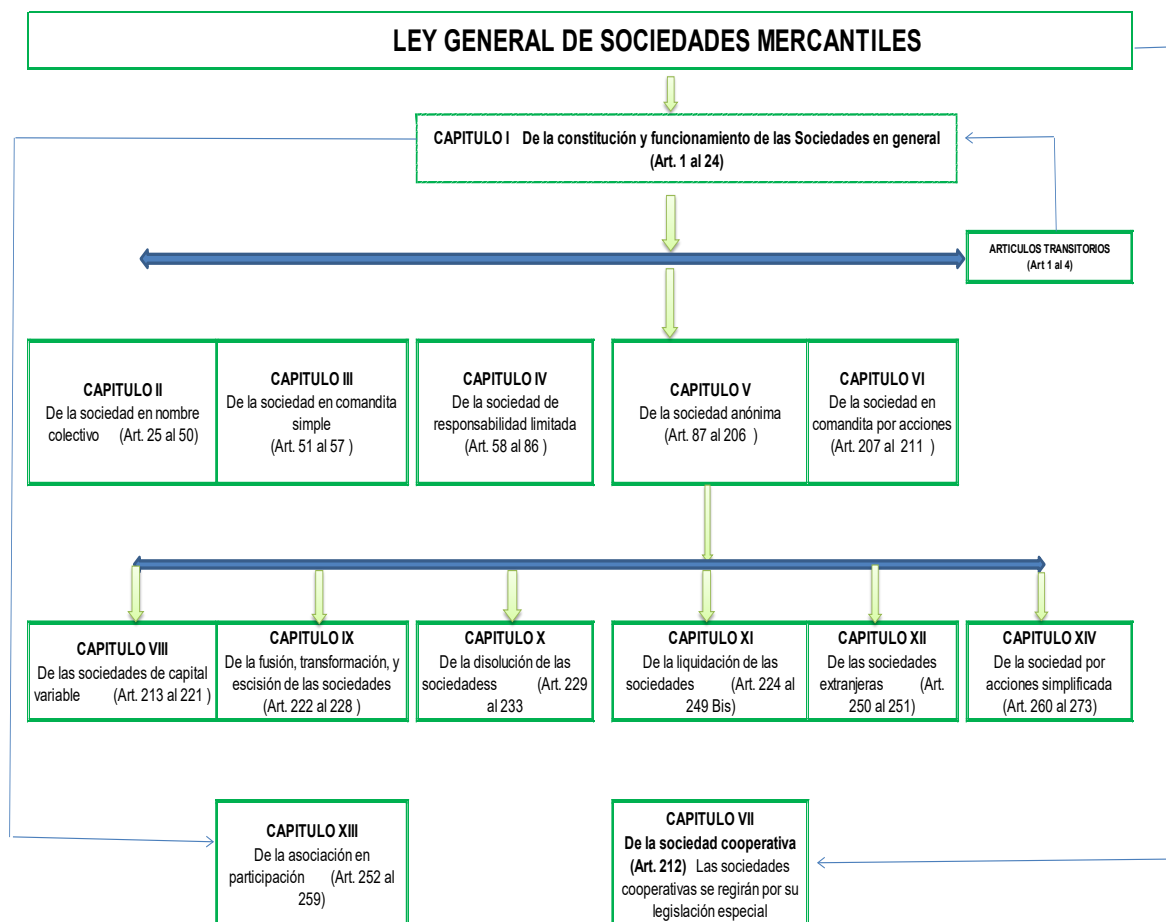 LEY GENERAL DE SOCIEDADES MERCANTILES
CAPITULO I De la constitución y funcionamiento de las Sociedades en general
(Art. 1 al 24)
ARTICULOS TRANSITORIOS
(Art 1 al 4)
CAPITULO II
De la sociedad en nombre
colectivo (Art. 25 al 50)
CAPITULO III
De la sociedad en comandita
simple
(Art. 51 al 57 )
CAPITULO IV
De la sociedad de
responsabilidad limitada
(Art. 58 al 86 )
CAPITULO V
De la sociedad anónima
(Art. 87 al 206 )
CAPITULO VI
De la sociedad en
comandita por acciones
(Art. 207 al 211 )
CAPITULO VIII
De las sociedades de capital
variable (Art. 213 al 221 )
CAPITULO IX
De la fusión, transformación, y
escisión de las sociedades
(Art. 222 al 228 )
CAPITULO X
De la disolución de las
sociedadess (Art. 229
al 233
CAPITULO XI
De la liquidación de las
sociedades (Art. 224 al
249 Bis)
CAPITULO XII
De las sociedades
extranjeras (Art.
250 al 251)
CAPITULO XIV
De la sociedad por
acciones simplificada
(Art. 260 al 273)
CAPITULO XIII
De la asociación en
participación (Art. 252 al
259)
CAPITULO VII
De la sociedad cooperativa
(Art. 212) Las sociedades
cooperativas se regirán por su
legislación especial